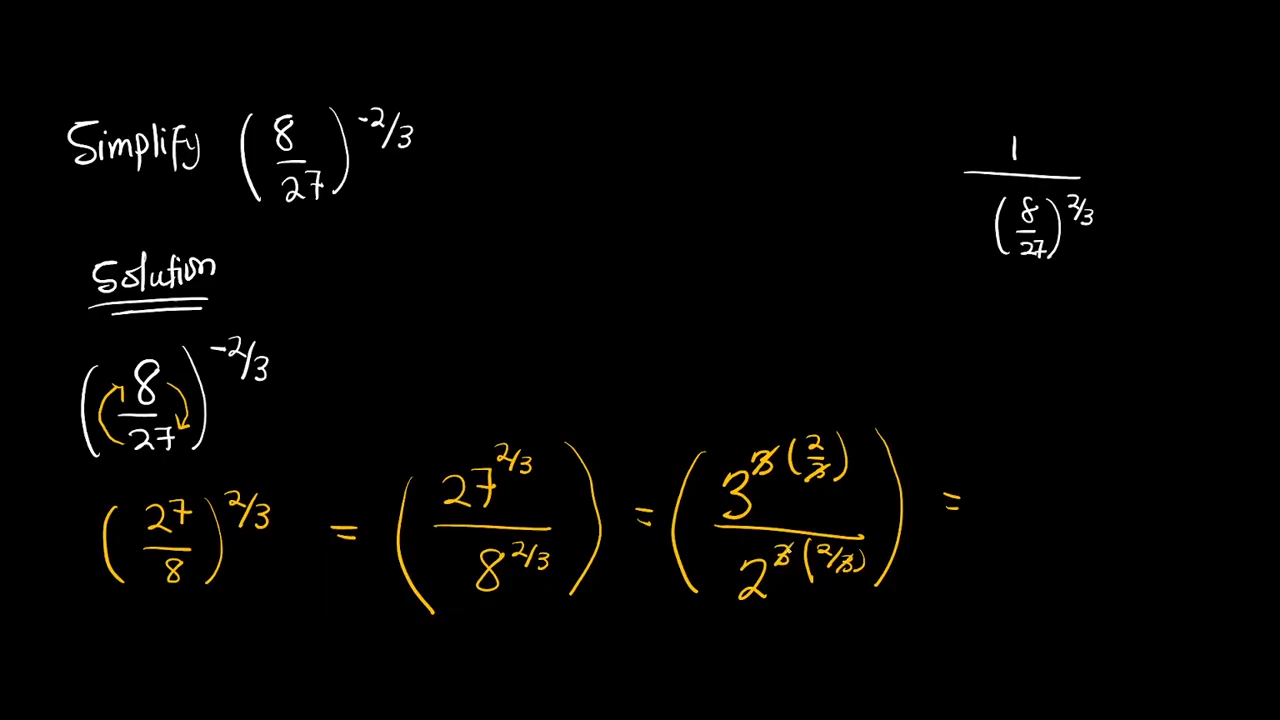 Simplify (8/27)^-2/3
1/(8/27)^2/3
Solution
(8/27)^-2/3
(27/8)^2/3 = (27^2/3/8^2/3) = (3^3(2/3)/2^3(2/3)) =